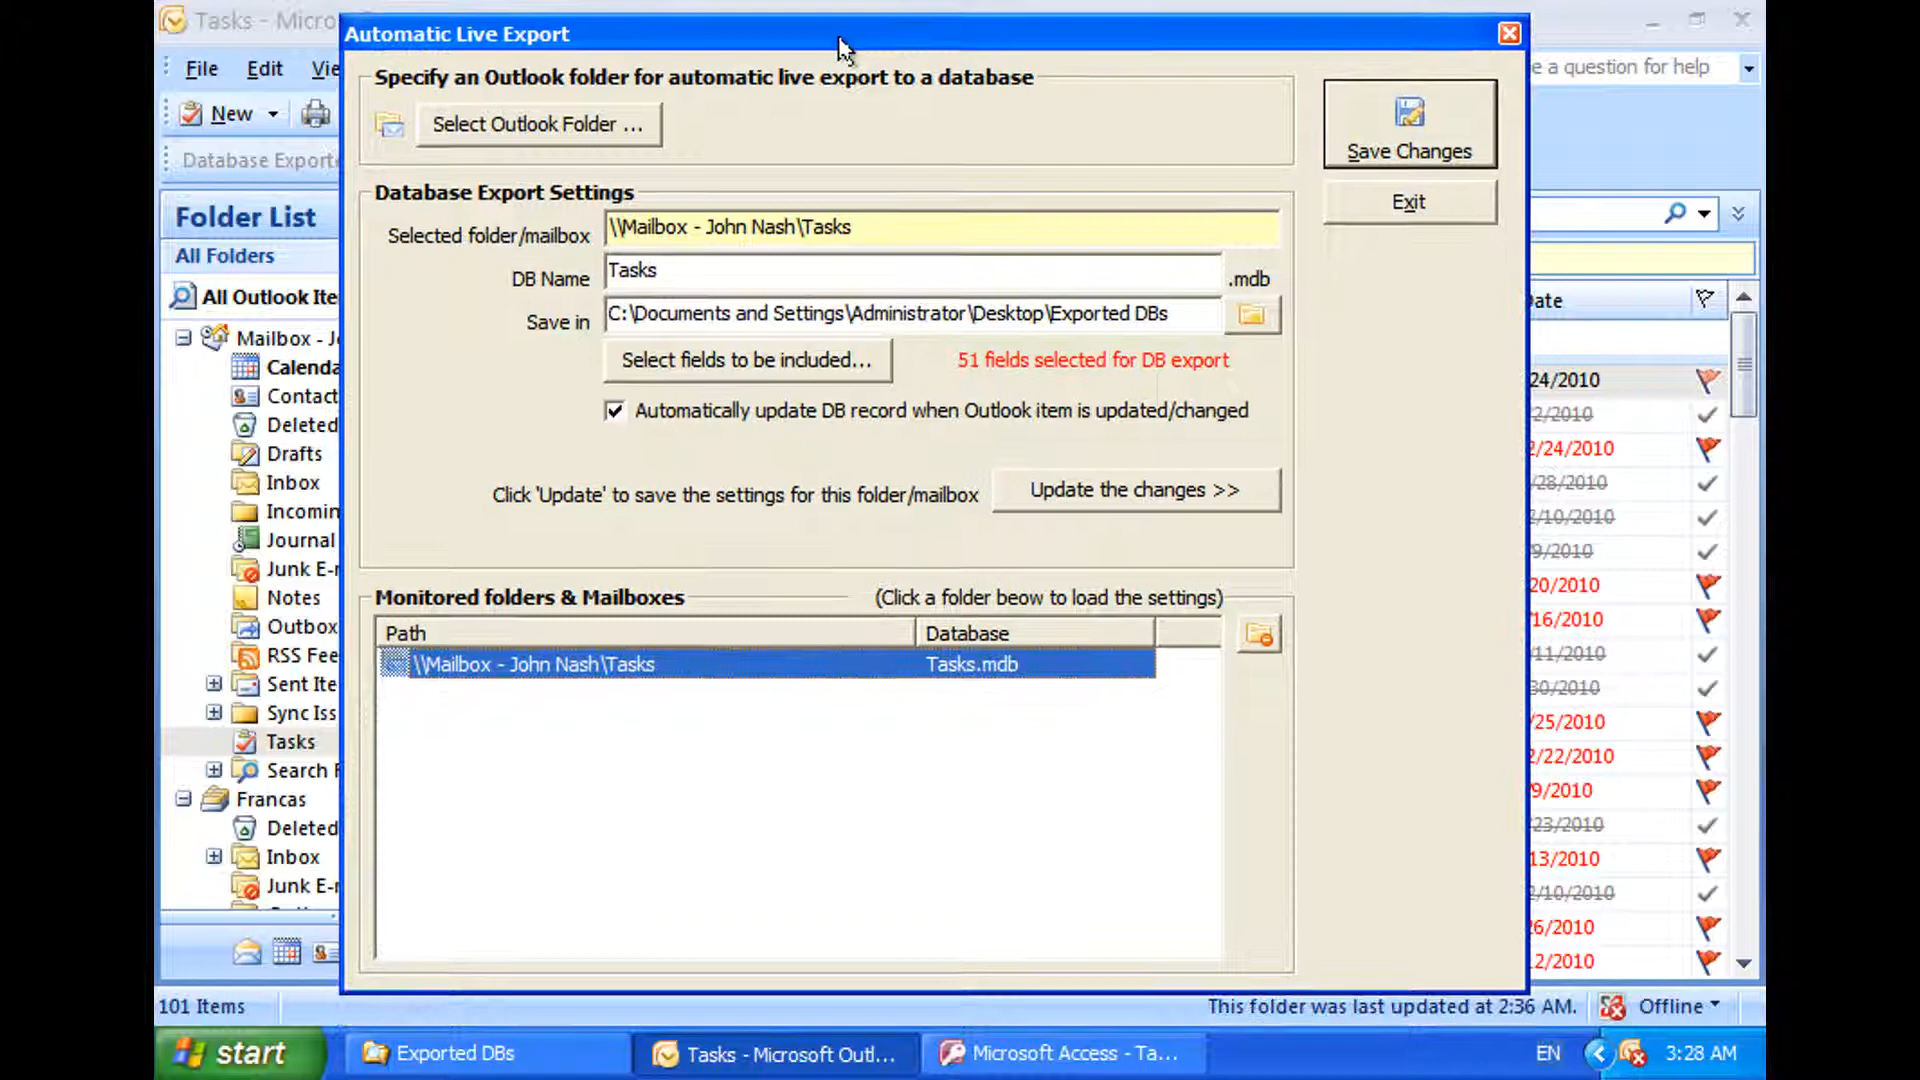 Tasks - Micro
Automatic Live Export
File Edit Vie
e a question for help
New
Database Exporte
Specify an Outlook folder for automatic live export to a database
Select Outlook Folder ...
Save Changes
Exit
Folder List
All Folders
All Outlook Ite
Mailbox - J
Calenda
Contact
Deleted
Drafts
Inbox
Incomin
Journal
Junk E-r
Notes
Outbox
RSS Fee
Sent Ite
Sync Iss
Tasks
Search F
Francas
Deleted
Inbox
Junk E-r
Database Export Settings
Selected folder/mailbox \\Mailbox - John Nash\Tasks
DB Name Tasks .mdb
Save in C:\Documents and Settings\Administrator\Desktop\Exported DBs
Select fields to be included... 51 fields selected for DB export
Automatically update DB record when Outlook item is updated/changed
Click 'Update' to save the settings for this folder/mailbox Update the changes >>
Monitored folders & Mailboxes (Click a folder beow to load the settings)
Path Database
\\Mailbox - John Nash\Tasks Tasks.mdb
ate
24/2010
/2/2010
2/24/2010
/28/2010
2/10/2010
/9/2010
/20/2010
/16/2010
/11/2010
/30/2010
/25/2010
2/22/2010
/9/2010
/23/2010
/13/2010
2/10/2010
/26/2010
/12/2010
101 Items
This folder was last updated at 2:36 AM. Offline
start Exported DBs Tasks - Microsoft Outl... Microsoft Access - Ta... EN 3:28 AM